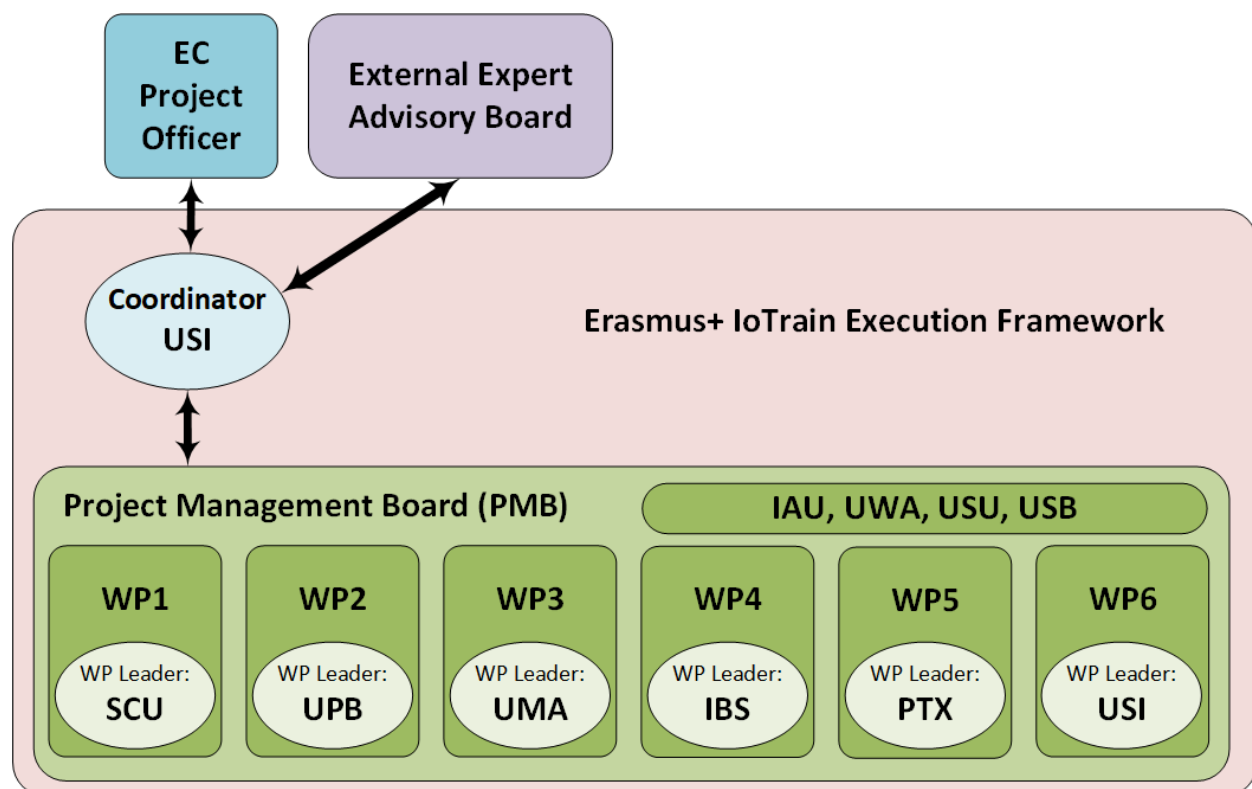 EC
Project
Officer
External Expert
Advisory Board
Coordinator
USI
Erasmus+ IoTrain Execution Framework
Project Management Board (PMB)
IAU, UWA, USU, USB
WP1
WP Leader:
SCU
WP2
WP Leader:
UPB
WP3
WP Leader:
UMA
WP4
WP Leader:
IBS
WP5
WP Leader:
PTX
WP6
WP Leader:
USI